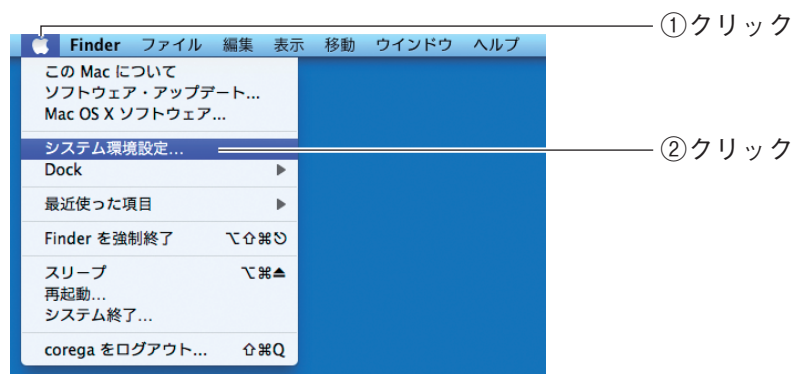 ①クリック
Finder ファイル 編集 表示 移動 ウインドウ ヘルプ
この Mac について
ソフトウェア・アップデート...
Mac OS X ソフトウェア...
システム環境設定...
②クリック
Dock ▶
最近使った項目 ▶
Finder を強制終了 ⌥⇧⌘⎋
スリープ ⌥⌘⏏
再起動...
システム終了...
corega をログアウト... ⇧⌘Q